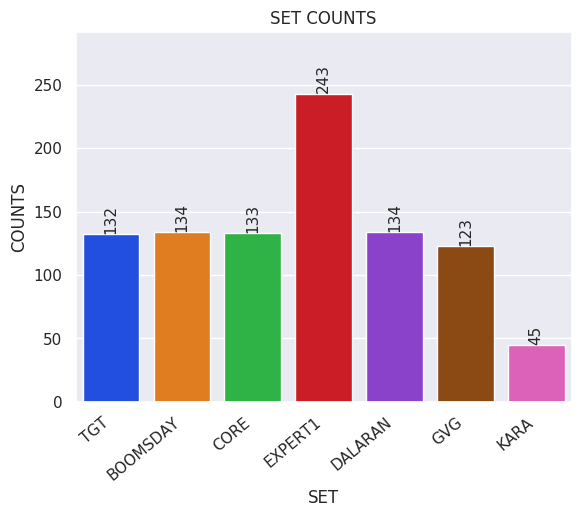 SET COUNTS
COUNTS
250
200
150
100
50
0
132
134
133
243
134
123
45
TGT
BOOMSDAY
CORE
EXPERT1
DALARAN
GVG
KARA
SET